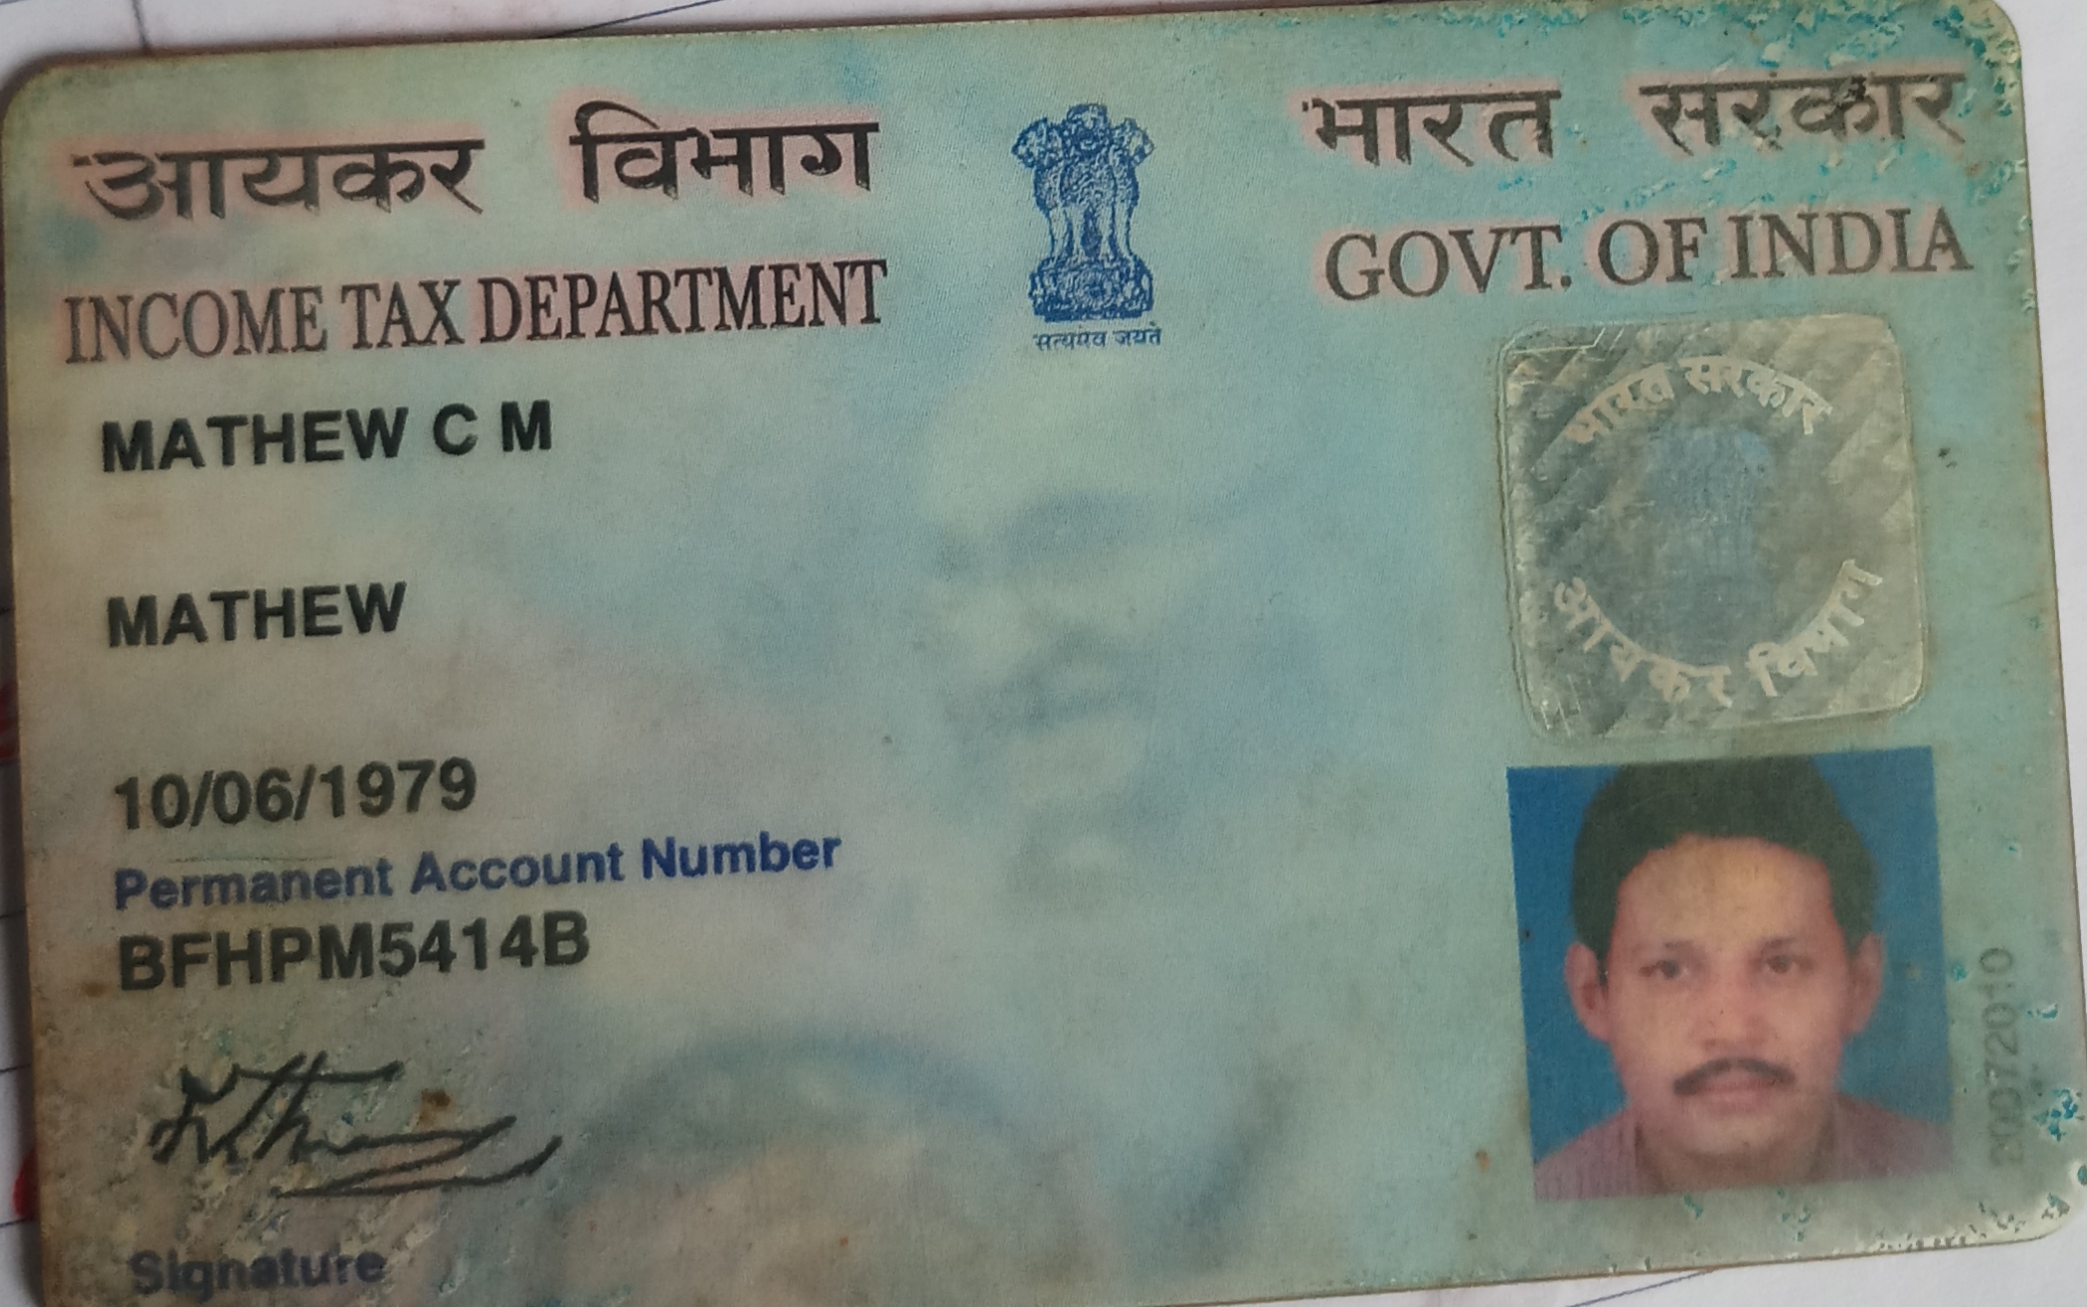 आयकर विभाग
INCOME TAX DEPARTMENT
भारत सरकार
GOVT. OF INDIA
सत्यमेव जयते
MATHEW C M
MATHEW
10/06/1979
Permanent Account Number
BFHPM5414B
Signature
भारत सरकार
आयकर विभाग